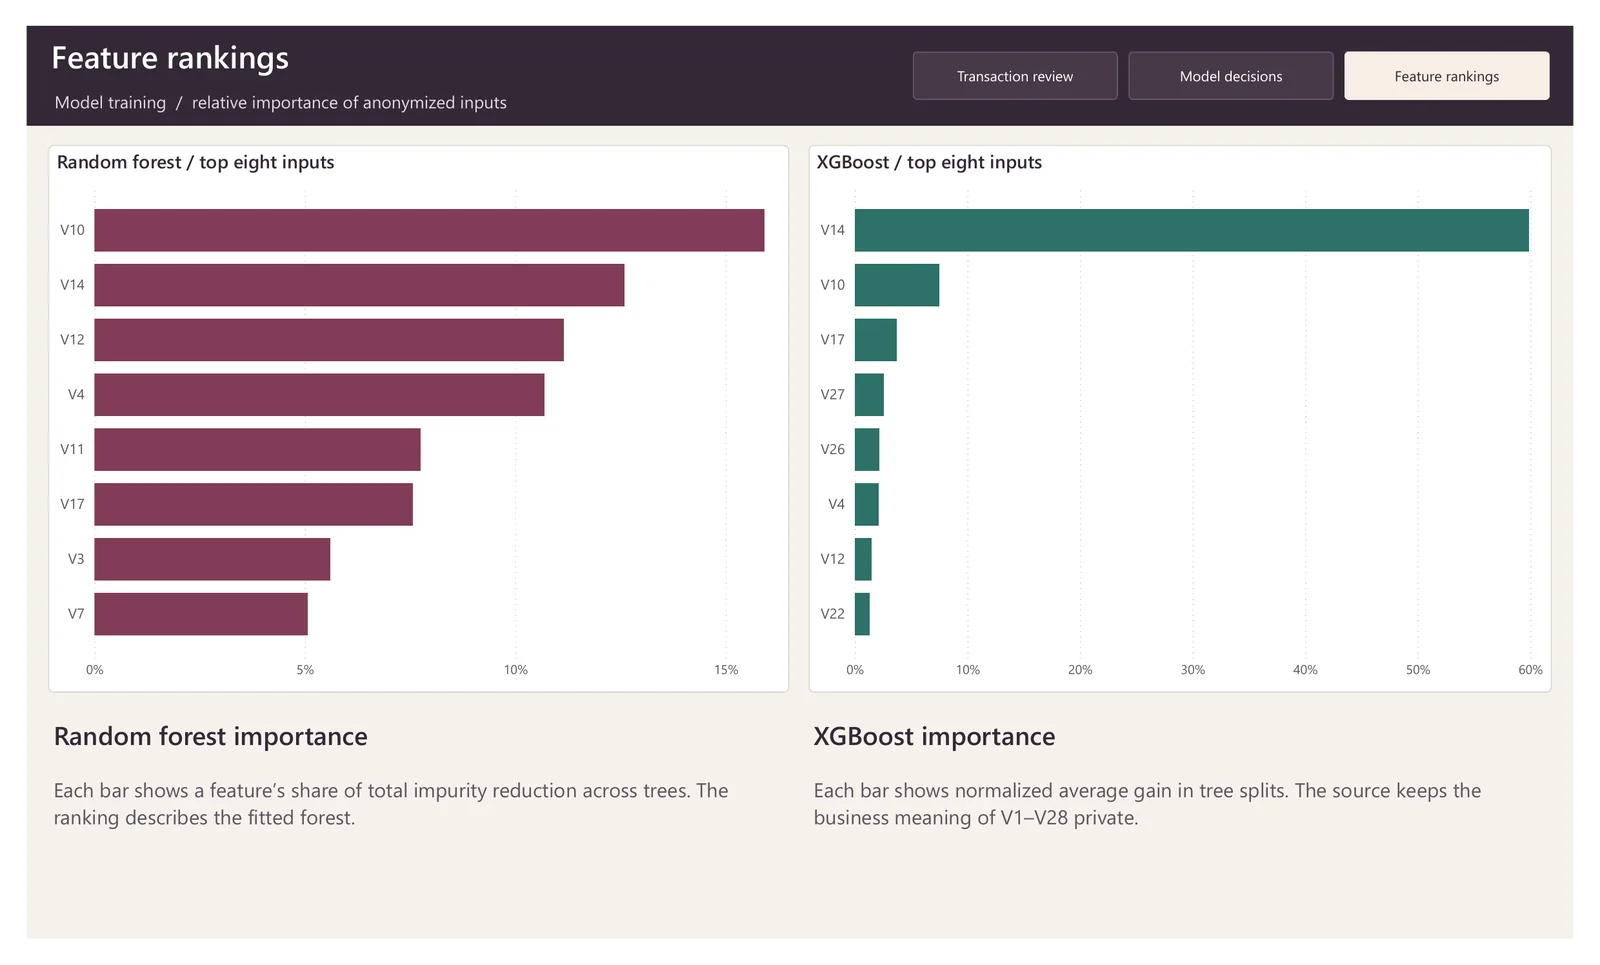 Feature rankings
Model training / relative importance of anonymized inputs
Transaction review
Model decisions
Feature rankings
Random forest / top eight inputs
V10
V14
V12
V4
V11
V17
V3
V7
0% 5% 10% 15%
XGBoost / top eight inputs
V14
V10
V17
V27
V26
V4
V12
V22
0% 10% 20% 30% 40% 50% 60%
Random forest importance
Each bar shows a feature’s share of total impurity reduction across trees. The
ranking describes the fitted forest.
XGBoost importance
Each bar shows normalized average gain in tree splits. The source keeps the
business meaning of V1–V28 private.